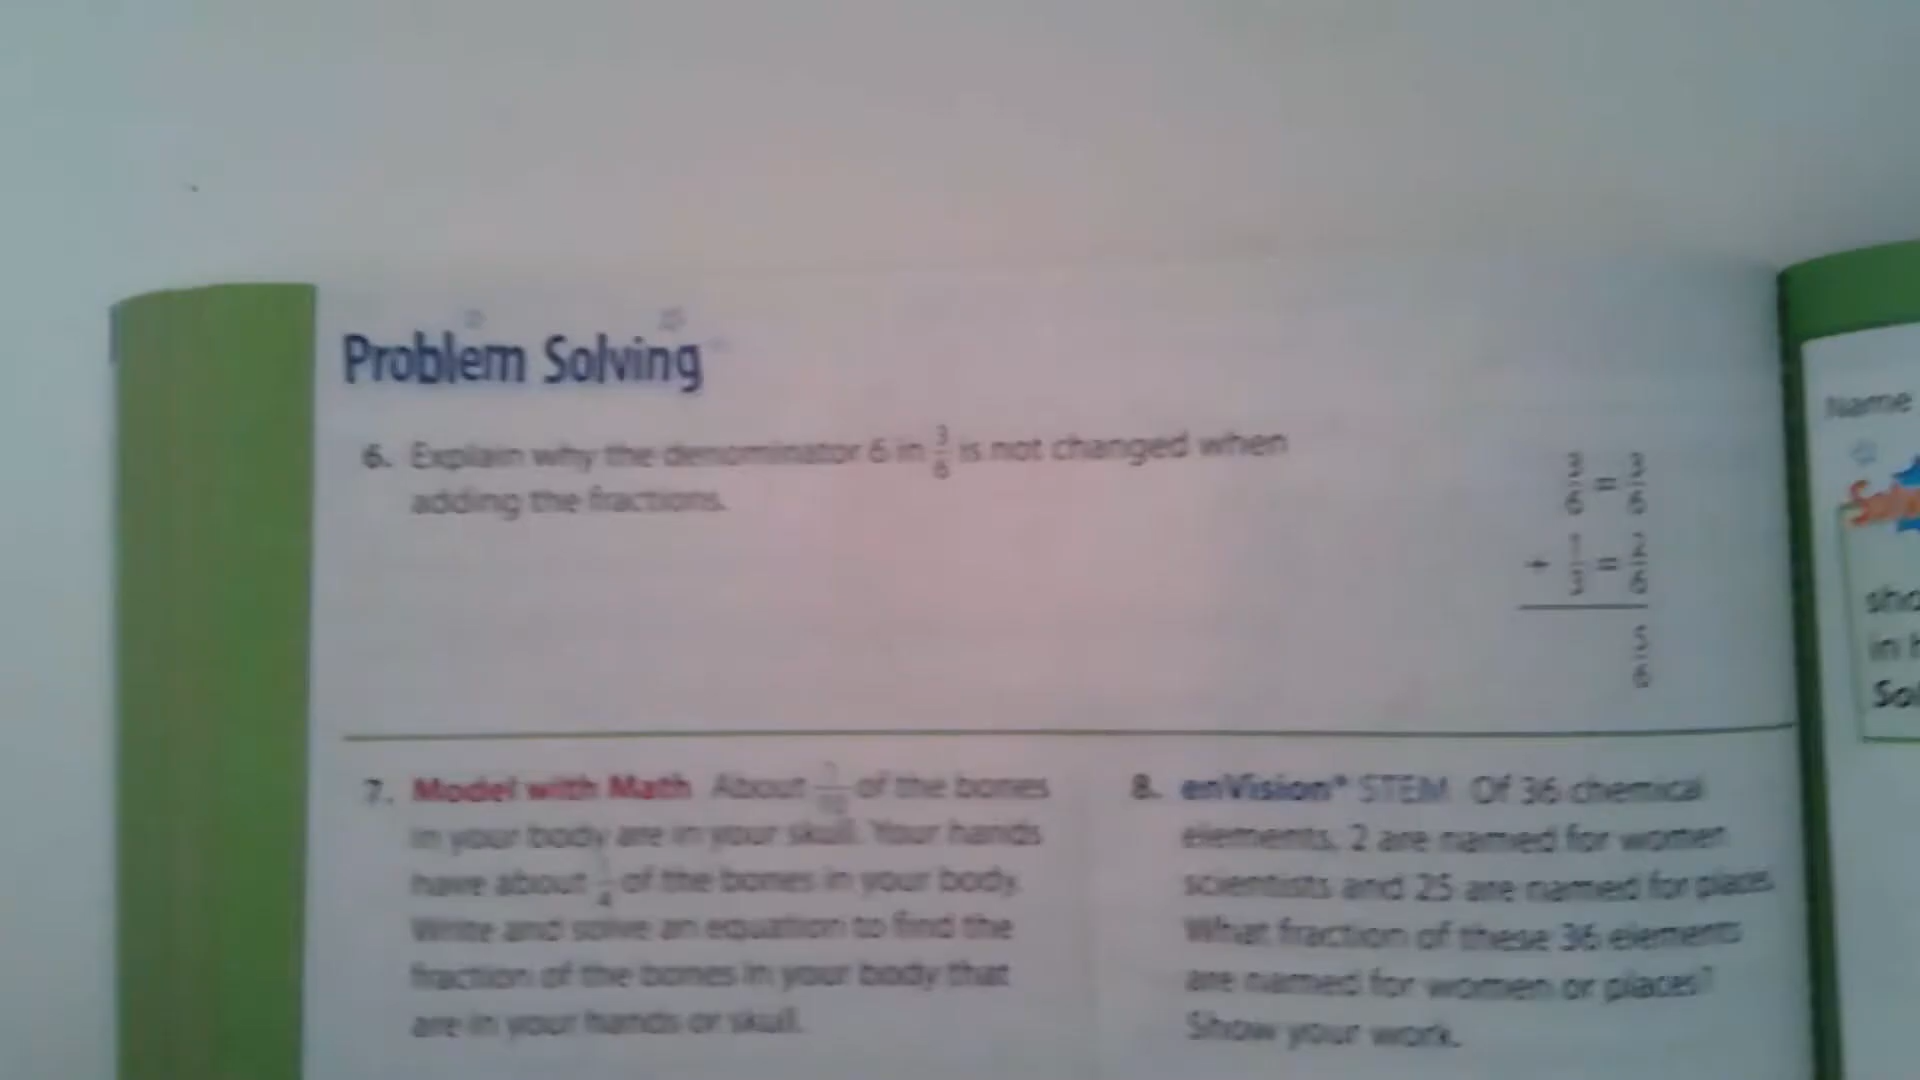 Problem Solving
6. Explain why the denominator 6 in 3/6 is not changed when
adding the fractions.
3/6 = 3/6
+ 1/3 = 2/6
5/6
7. Model with Math About of the bones
in your body are in your skull. Your hands
have about 1/4 of the bones in your body.
Write and solve an equation to find the
fraction of the bones in your body that
are in your hands or skull.
8. enVision® STEM Of 36 chemical
elements, 2 are named for women
scientists and 25 are named for places.
What fraction of these 36 elements
are named for women or places?
Show your work.
Name
Solv
sho
in h
Sol